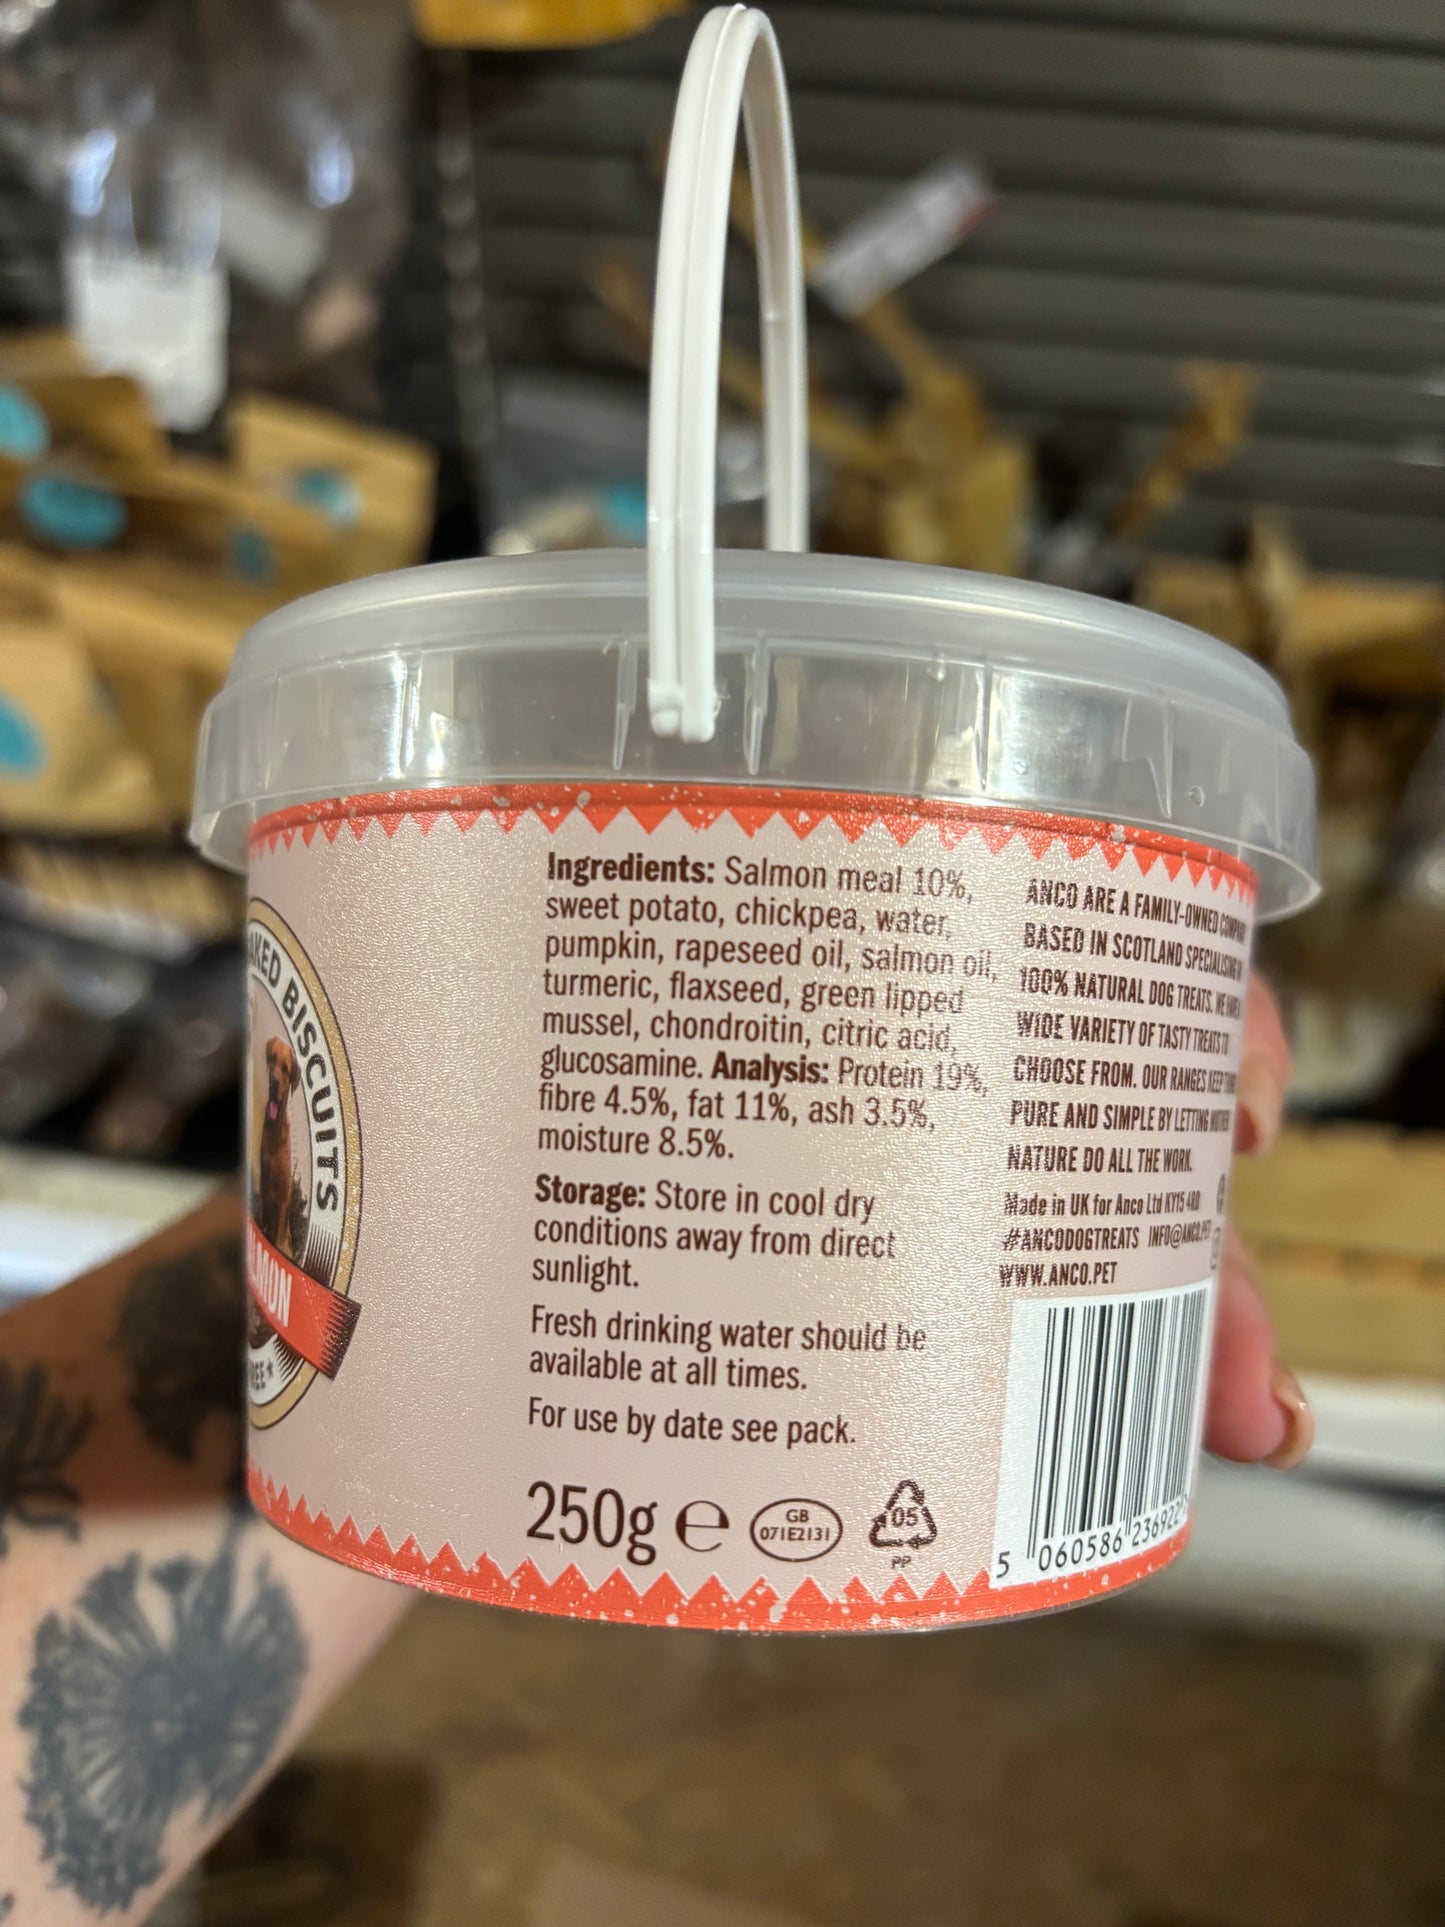 AKED BISCUITS
LMON
REE★
Ingredients: Salmon meal 10%,
sweet potato, chickpea, water,
pumpkin, rapeseed oil, salmon oil,
turmeric, flaxseed, green lipped
mussel, chondroitin, citric acid,
glucosamine. Analysis: Protein 19%,
fibre 4.5%, fat 11%, ash 3.5%,
moisture 8.5%.
Storage: Store in cool dry
conditions away from direct
sunlight.
Fresh drinking water should be
available at all times.
For use by date see pack.
250g ℮
GB
071E2131
05
PP
ANCO ARE A FAMILY-OWNED
BASED IN SCOTLAND SPECIALISING IN
100% NATURAL DOG TREATS. WE HAVE A
WIDE VARIETY OF TASTY TREATS TO
CHOOSE FROM. OUR RANGES KEEP
PURE AND SIMPLE BY LETTING MOTHER
NATURE DO ALL THE WORK.
Made in UK for Anco Ltd KY15 4RD
#ANCODOGTREATS INFO@ANCO.PET
WWW.ANCO.PET
5 060586 236922